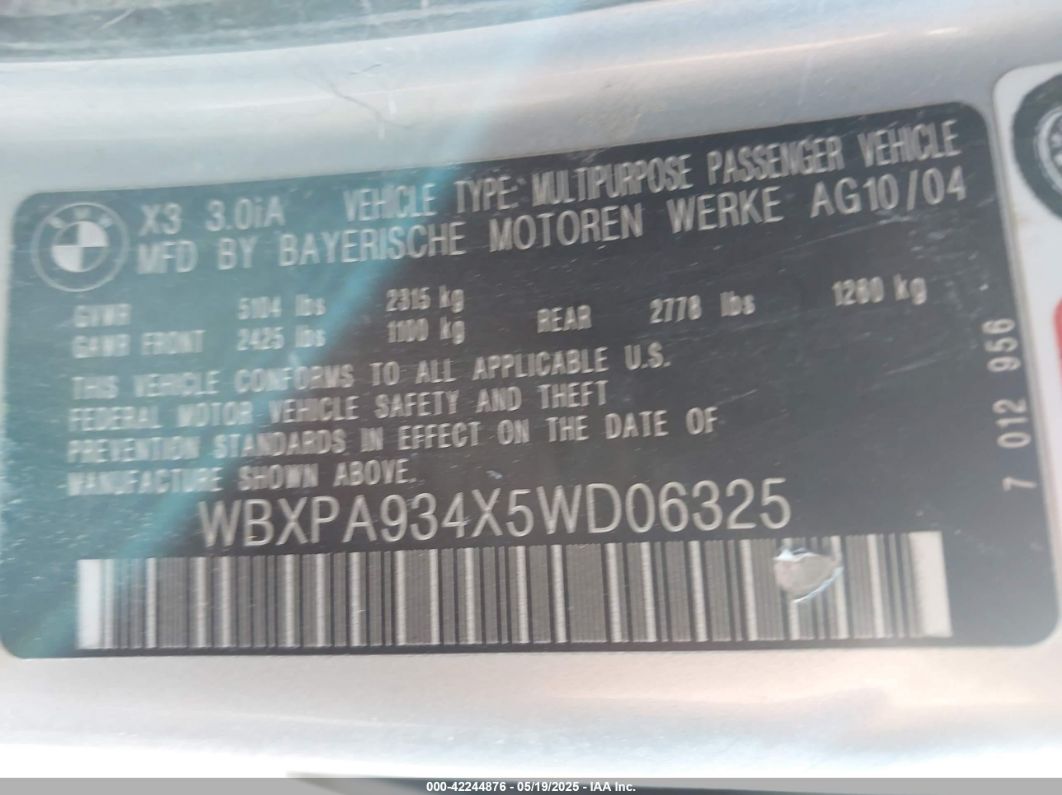 X3 3.0iA VEHICLE TYPE: MULTIPURPOSE PASSENGER VEHICLE
MFD BY BAYERISCHE MOTOREN WERKE AG10/04
GVWR 5104 lbs 2315 kg
GAWR FRONT 2425 lbs 1100 kg REAR 2778 lbs 1260 kg
THIS VEHICLE CONFORMS TO ALL APPLICABLE U.S.
FEDERAL MOTOR VEHICLE SAFETY AND THEFT
PREVENTION STANDARDS IN EFFECT ON THE DATE OF
MANUFACTURE SHOWN ABOVE.
WBXPA934X5WD06325
7 012 956
000-42244876 - 05/19/2025 - IAA Inc.